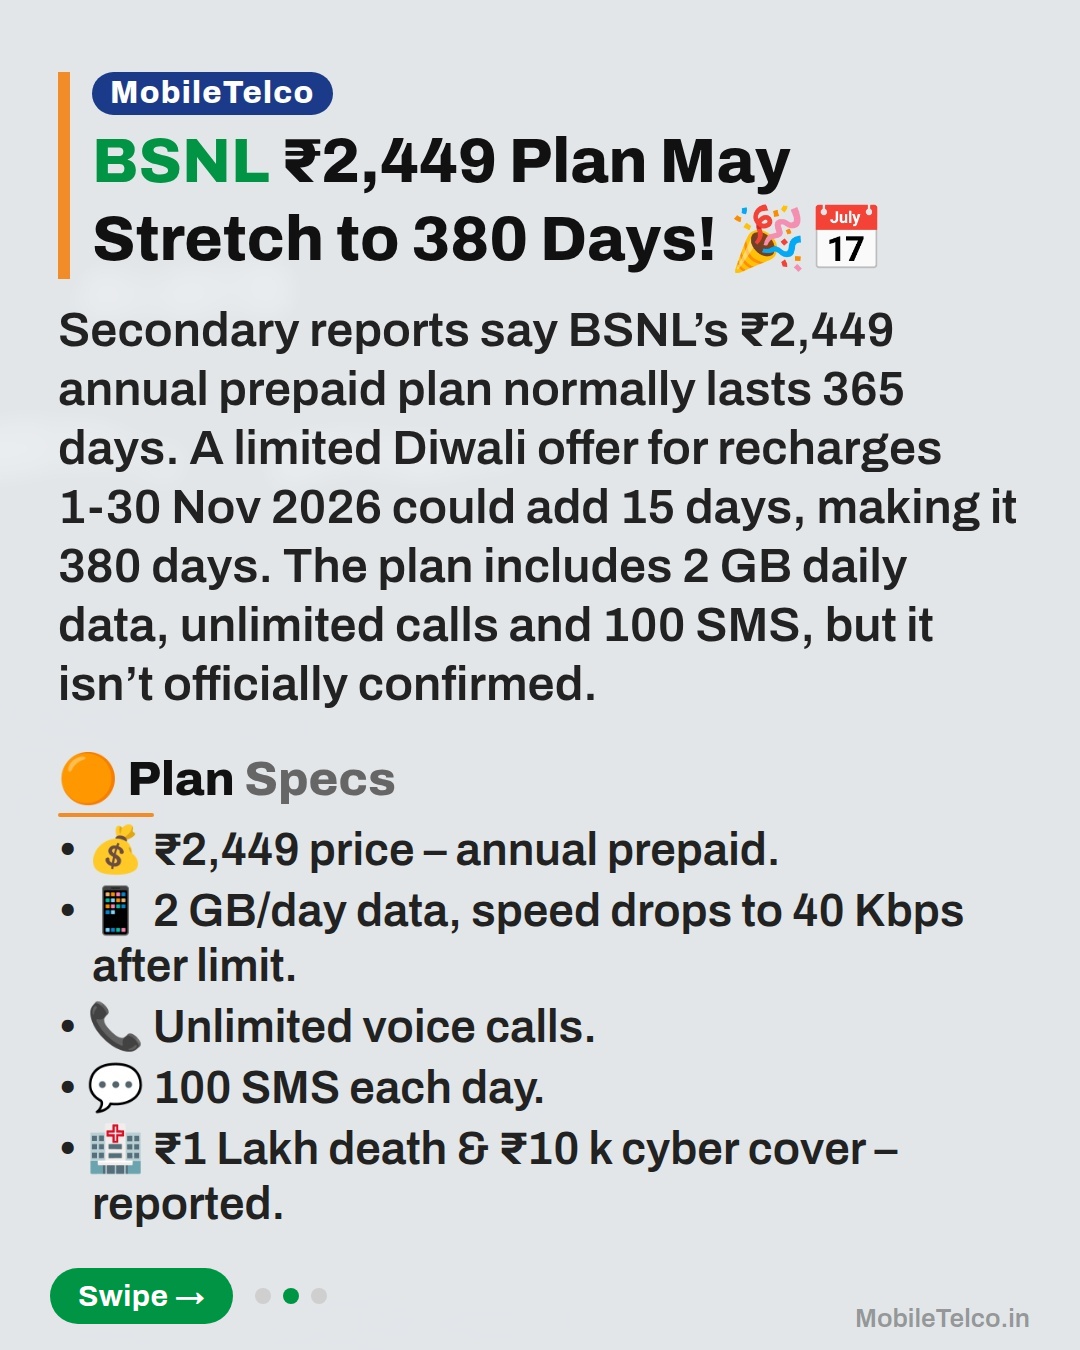 MobileTelco
BSNL ₹2,449 Plan May
Stretch to 380 Days! 🎉📅
July
17
Secondary reports say BSNL’s ₹2,449
annual prepaid plan normally lasts 365
days. A limited Diwali offer for recharges
1-30 Nov 2026 could add 15 days, making it
380 days. The plan includes 2 GB daily
data, unlimited calls and 100 SMS, but it
isn’t officially confirmed.
🟠 Plan Specs
• 💰 ₹2,449 price – annual prepaid.
• 📱 2 GB/day data, speed drops to 40 Kbps
after limit.
• 📞 Unlimited voice calls.
• 💬 100 SMS each day.
• 🏥 ₹1 Lakh death & ₹10 k cyber cover –
reported.
Swipe →
MobileTelco.in